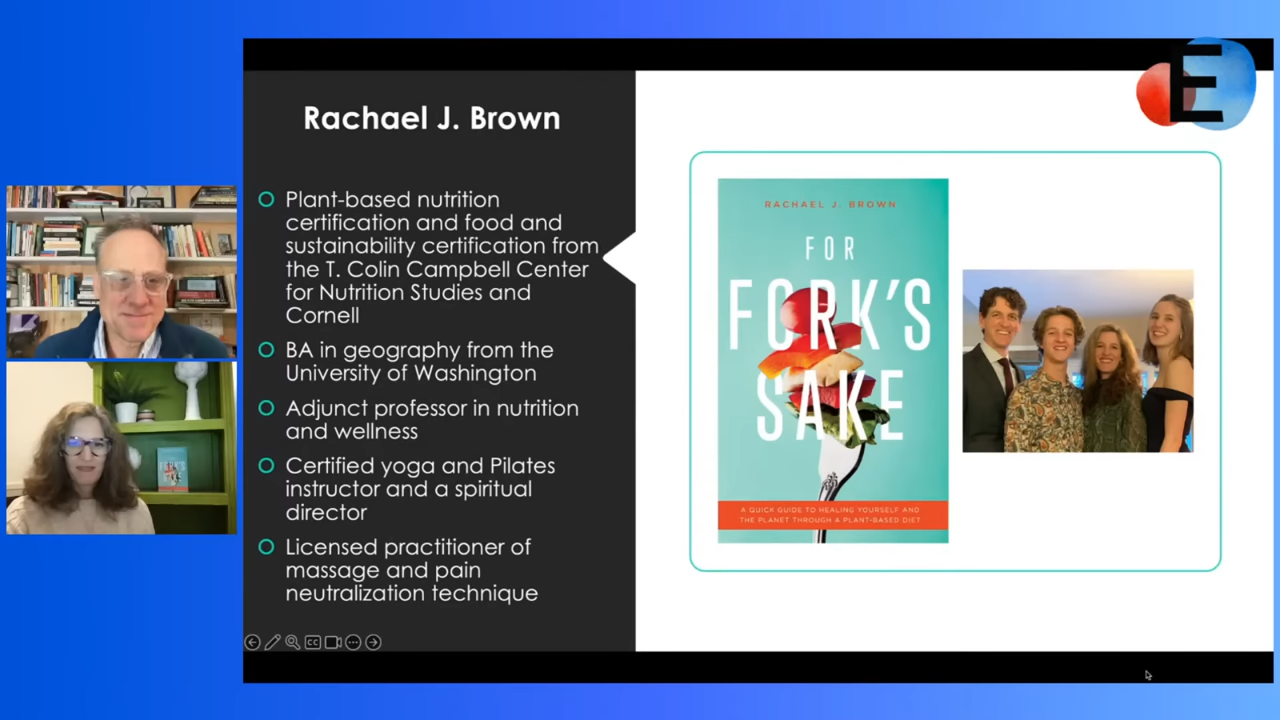 Rachael J. Brown
Plant-based nutrition
certification and food and
sustainability certification from
the T. Colin Campbell Center
for Nutrition Studies and
Cornell
BA in geography from the
University of Washington
Adjunct professor in nutrition
and wellness
Certified yoga and Pilates
instructor and a spiritual
director
Licensed practitioner of
massage and pain
neutralization technique
CC
E
RACHAEL J. BROWN
FOR
FORK'S
SAKE
A QUICK GUIDE TO HEALING YOURSELF AND
THE PLANET THROUGH A PLANT-BASED DIET